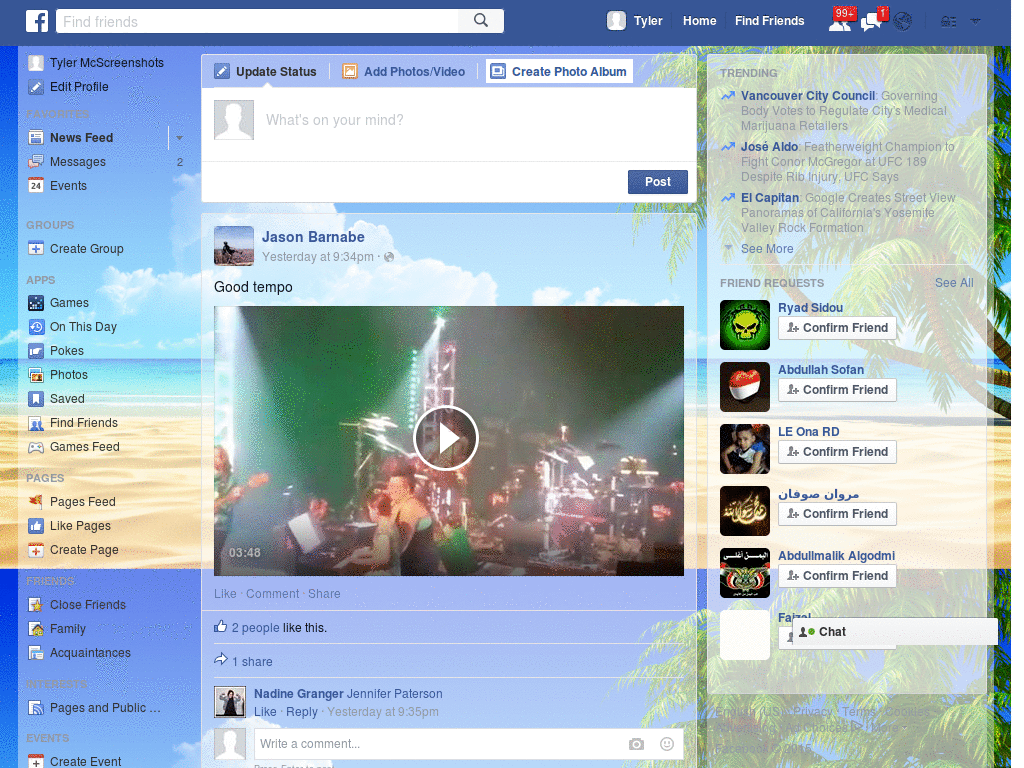 Find friends
Tyler
Home
Find Friends
99+
1
Tyler McScreenshots
Edit Profile
FAVORITES
News Feed
Messages 2
24 Events
GROUPS
Create Group
APPS
Games
On This Day
Pokes
Photos
Saved
Find Friends
Games Feed
PAGES
Pages Feed
Like Pages
Create Page
FRIENDS
Close Friends
Family
Acquaintances
INTERESTS
Pages and Public ...
EVENTS
Create Event
Update Status
Add Photos/Video
Create Photo Album
What's on your mind?
Post
Jason Barnabe
Yesterday at 9:34pm ·
Good tempo
03:48
Like · Comment · Share
2 people like this.
1 share
Nadine Granger Jennifer Paterson
Like · Reply · Yesterday at 9:35pm
Write a comment...
TRENDING
Vancouver City Council: Governing
Body Votes to Regulate City's Medical
Marijuana Retailers
José Aldo: Featherweight Champion to
Fight Conor McGregor at UFC 189
Despite Rib Injury, UFC Says
El Capitan: Google Creates Street View
Panoramas of California's Yosemite
Valley Rock Formation
See More
FRIEND REQUESTS See All
Ryad Sidou
Confirm Friend
Abdullah Sofan
Confirm Friend
LE Ona RD
Confirm Friend
مروان صوفان
Confirm Friend
Abdullmalik Algodmi
Confirm Friend
Faizal
Chat
Privacy · Terms · Cookies
More
Facebook © 2015